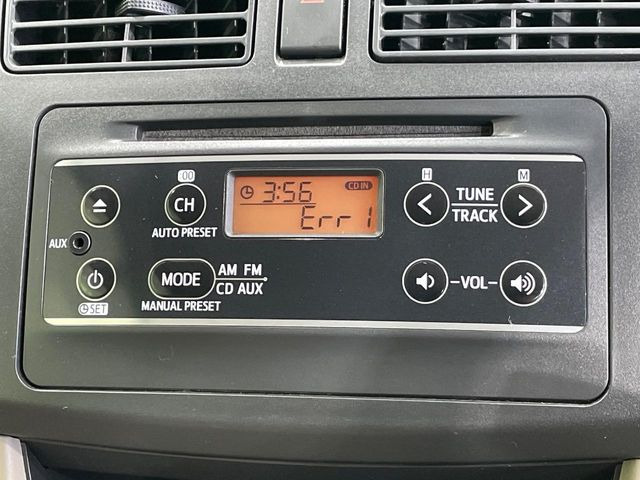 3:56 CD IN
Err 1
00
CH
AUTO PRESET
AUX
SET
MODE
AM FM
CD AUX
MANUAL PRESET
H M
< TUNE >
TRACK
-VOL-